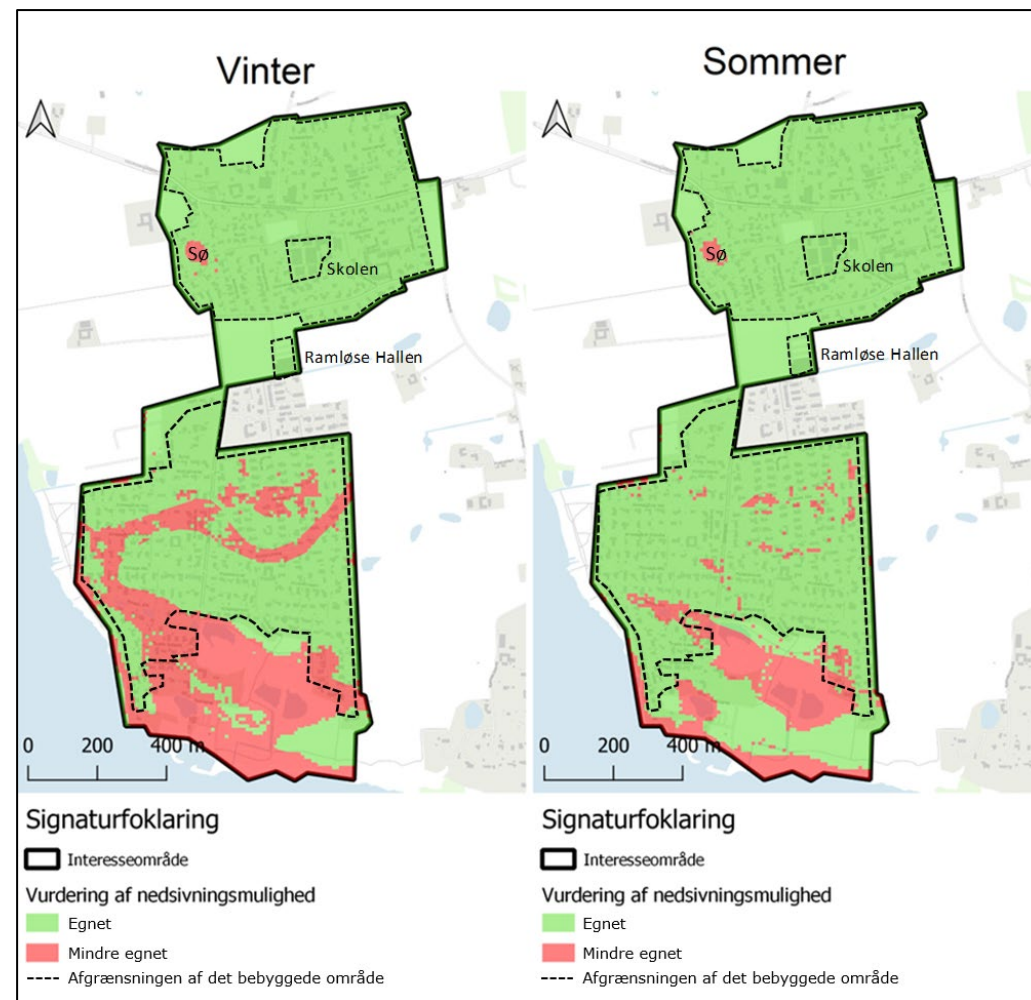 Vinter
Sø
Skolen
Ramløse Hallen
0 200 400 m
Signaturfoklaring
Interesseområde
Vurdering af nedsivningsmulighed
Egnet
Mindre egnet
Afgrænsningen af det bebyggede område
Sommer
Sø
Skolen
Ramløse Hallen
0 200 400 m
Signaturfoklaring
Interesseområde
Vurdering af nedsivningsmulighed
Egnet
Mindre egnet
Afgrænsningen af det bebyggede område